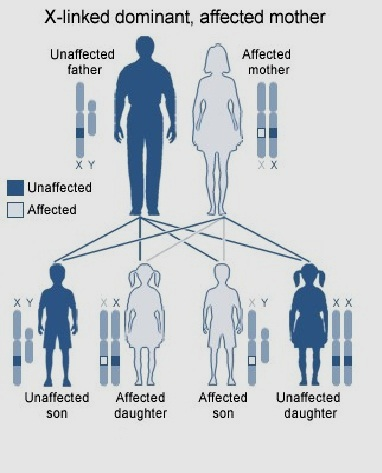 X-linked dominant, affected mother
Unaffected
father
Affected
mother
X Y
X X
Unaffected
Affected
X Y
X X
X Y
X X
Unaffected
son
Affected
daughter
Affected
son
Unaffected
daughter